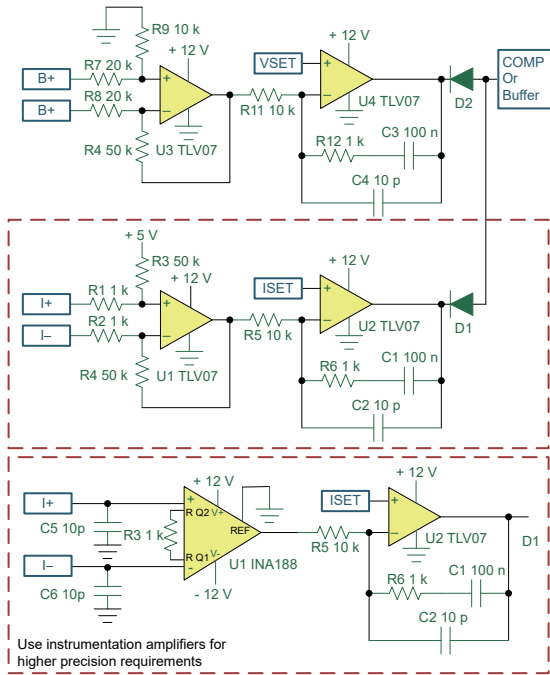 R9 10 k
+ 12 V
B+
R7 20 k
B+
R8 20 k
R4 50 k
U3 TLV07
R11 10 k
VSET
+ 12 V
U4 TLV07
R12 1 k
C3 100 n
C4 10 p
D2
COMP
Or
Buffer
+ 5 V
R3 50 k
+ 12 V
I+
R1 1 k
I–
R2 1 k
R4 50 k
U1 TLV07
R5 10 k
ISET
+ 12 V
U2 TLV07
R6 1 k
C1 100 n
C2 10 p
D1
I+
C5 10p
I–
C6 10p
R3 1 k
+ 12 V
R Q2
V+
REF
R Q1
V-
U1 INA188
- 12 V
R5 10 k
ISET
+ 12 V
U2 TLV07
R6 1 k
C1 100 n
C2 10 p
D1
Use instrumentation amplifiers for
higher precision requirements